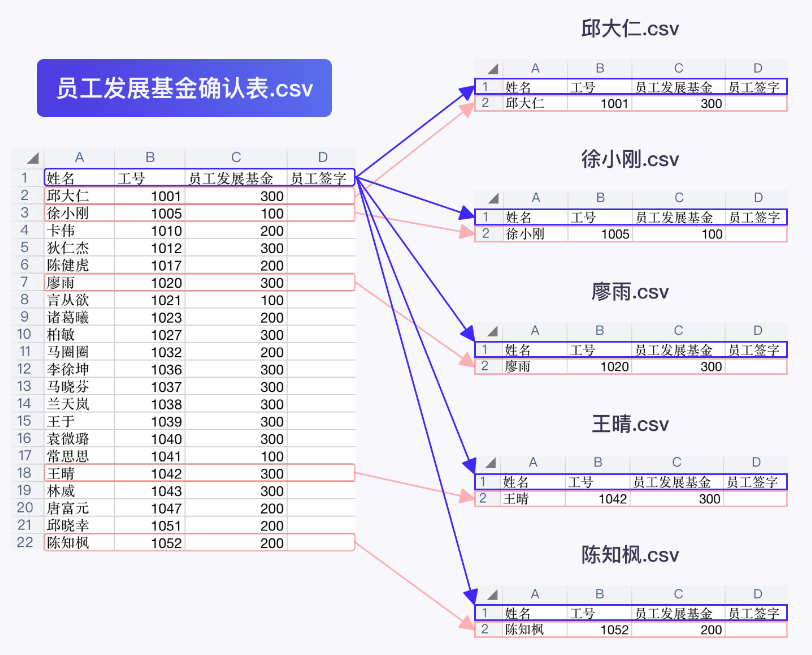 员工发展基金确认表.csv
A B C D
1 姓名 工号 员工发展基金 员工签字
2 邱大仁 1001 300
3 徐小刚 1005 100
4 卡伟 1010 200
5 狄仁杰 1012 300
6 陈健虎 1017 200
7 廖雨 1020 300
8 言从欲 1021 100
9 诸葛曦 1023 200
10 柏敏 1027 300
11 马圈圈 1032 200
12 李徐坤 1036 300
13 马晓芬 1037 300
14 兰天岚 1038 300
15 王于 1039 300
16 袁微璐 1040 300
17 常思思 1041 100
18 王晴 1042 300
19 林威 1043 300
20 唐富元 1047 200
21 邱晓幸 1051 200
22 陈知枫 1052 200
邱大仁.csv
A B C D
1 姓名 工号 员工发展基金 员工签字
2 邱大仁 1001 300
徐小刚.csv
A B C D
1 姓名 工号 员工发展基金 员工签字
2 徐小刚 1005 100
廖雨.csv
A B C D
1 姓名 工号 员工发展基金 员工签字
2 廖雨 1020 300
王晴.csv
A B C D
1 姓名 工号 员工发展基金 员工签字
2 王晴 1042 300
陈知枫.csv
A B C D
1 姓名 工号 员工发展基金 员工签字
2 陈知枫 1052 200